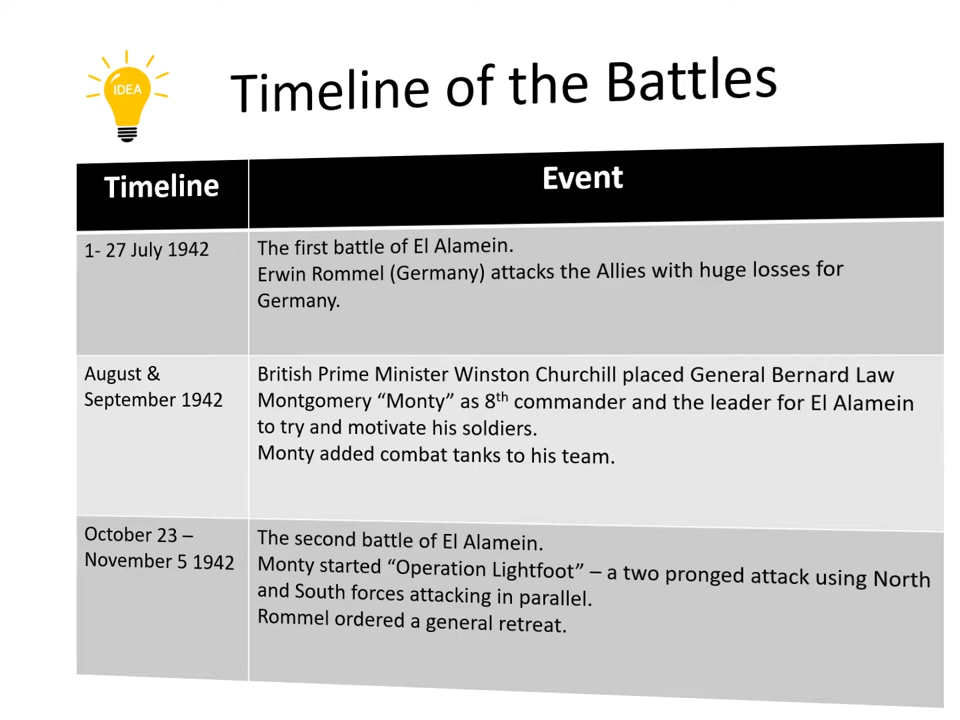 IDEA
Timeline of the Battles
Timeline
Event
1- 27 July 1942
The first battle of El Alamein.
Erwin Rommel (Germany) attacks the Allies with huge losses for
Germany.
August &
September 1942
British Prime Minister Winston Churchill placed General Bernard Law
Montgomery “Monty” as 8th commander and the leader for El Alamein
to try and motivate his soldiers.
Monty added combat tanks to his team.
October 23 –
November 5 1942
The second battle of El Alamein.
Monty started “Operation Lightfoot” – a two pronged attack using North
and South forces attacking in parallel.
Rommel ordered a general retreat.